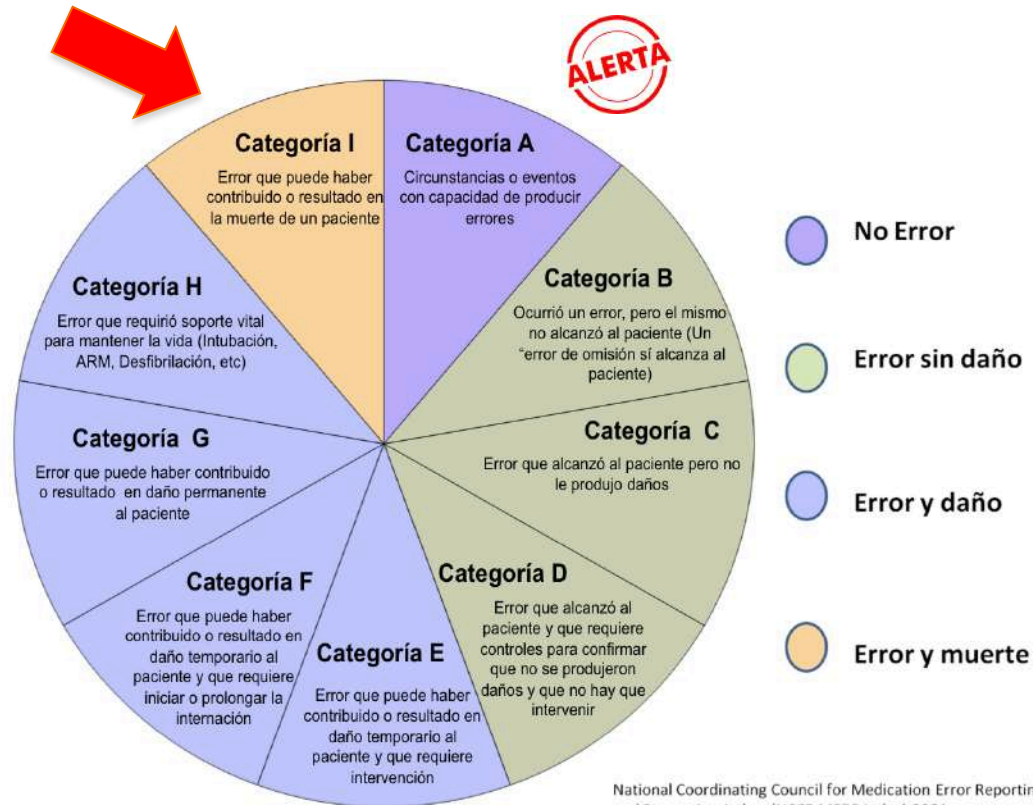 ALERTA
Categoría I
Error que puede haber
contribuido o resultado en
la muerte de un paciente
Categoría A
Circunstancias o eventos
con capacidad de producir
errores
Categoría B
Ocurrió un error, pero el mismo
no alcanzó al paciente (Un
“error de omisión sí alcanza al
paciente)
Categoría C
Error que alcanzó al paciente pero no
le produjo daños
Categoría D
Error que alcanzó al
paciente y que requiere
controles para confirmar
que no se produjeron
daños y que no hay que
intervenir
Categoría E
Error que puede haber
contribuido o resultado en
daño temporario al
paciente y que requiere
intervención
Categoría F
Error que puede haber
contribuido o resultado en
daño temporario al
paciente y que requiere
iniciar o prolongar la
internación
Categoría G
Error que puede haber contribuido
o resultado en daño permanente
al paciente
Categoría H
Error que requirió soporte vital
para mantener la vida (Intubación,
ARM, Desfibrilación, etc)
No Error
Error sin daño
Error y daño
Error y muerte
National Coordinating Council for Medication Error Reportin